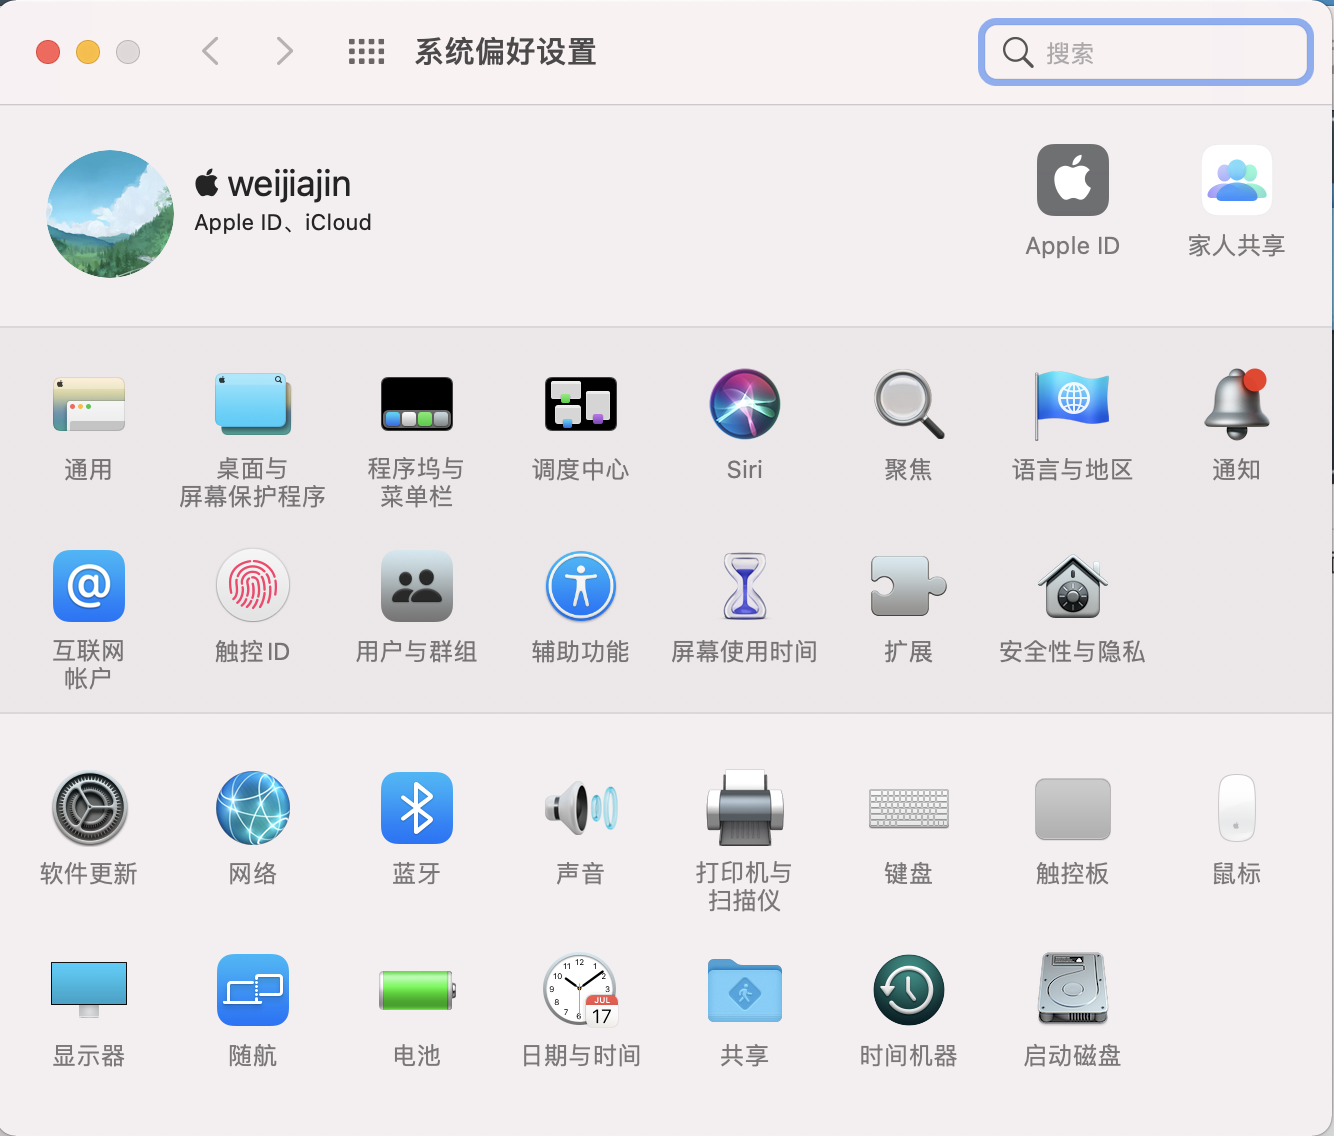 系统偏好设置
搜索
weijiajin
Apple ID、iCloud
Apple ID
家人共享
通用
桌面与
屏幕保护程序
程序坞与
菜单栏
调度中心
Siri
聚焦
语言与地区
通知
互联网
帐户
触控ID
用户与群组
辅助功能
屏幕使用时间
扩展
安全性与隐私
软件更新
网络
蓝牙
声音
打印机与
扫描仪
键盘
触控板
鼠标
显示器
随航
电池
JUL
17
日期与时间
共享
时间机器
启动磁盘